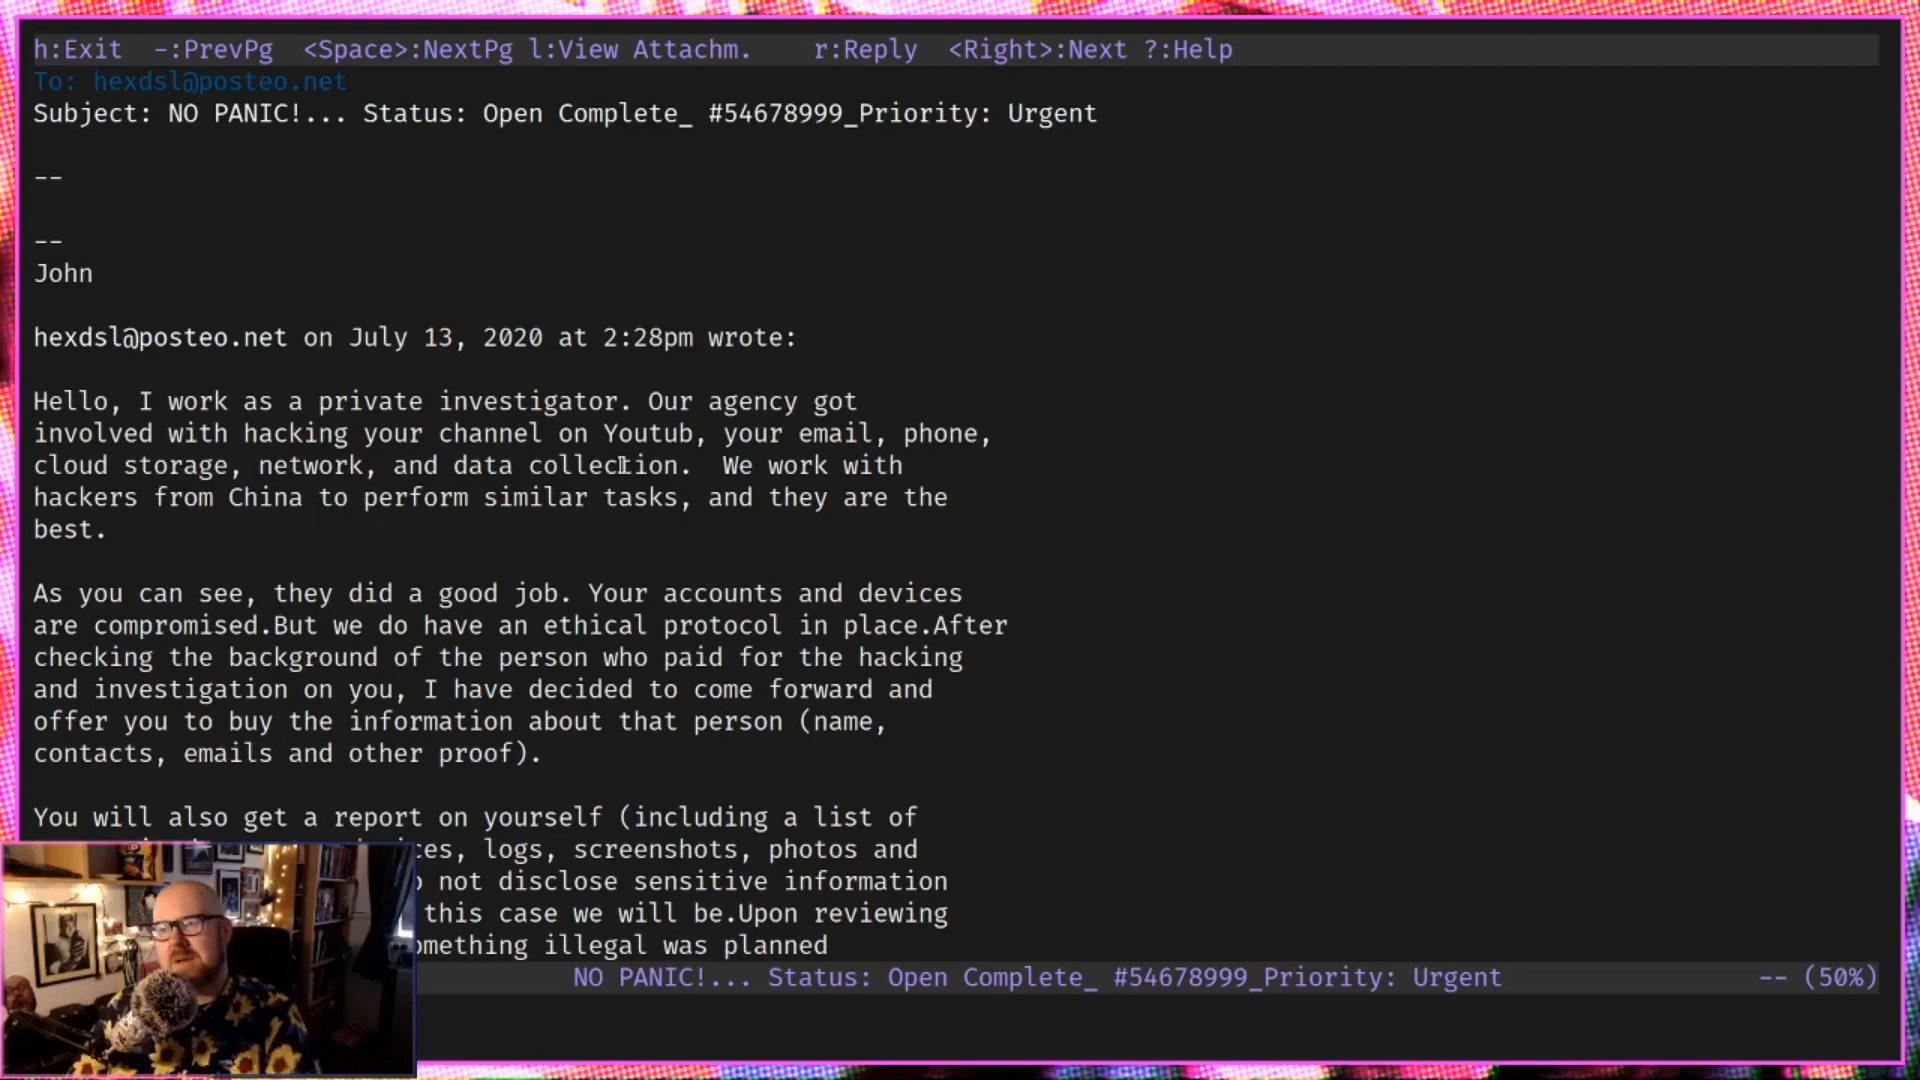 h:Exit  -:PrevPg  <Space>:NextPg l:View Attachm.    r:Reply  <Right>:Next ?:Help
To: hexdsl@posteo.net
Subject: NO PANIC!... Status: Open Complete_ #54678999_Priority: Urgent
--
--
John
hexdsl@posteo.net on July 13, 2020 at 2:28pm wrote:
Hello, I work as a private investigator. Our agency got
involved with hacking your channel on Youtub, your email, phone,
cloud storage, network, and data collection.  We work with
hackers from China to perform similar tasks, and they are the
best.
As you can see, they did a good job. Your accounts and devices
are compromised.But we do have an ethical protocol in place.After
checking the background of the person who paid for the hacking
and investigation on you, I have decided to come forward and
offer you to buy the information about that person (name,
contacts, emails and other proof).
You will also get a report on yourself (including a list of
logs, screenshots, photos and
not disclose sensitive information
this case we will be.Upon reviewing
illegal was planned
NO PANIC!... Status: Open Complete_ #54678999_Priority: Urgent -- (50%)